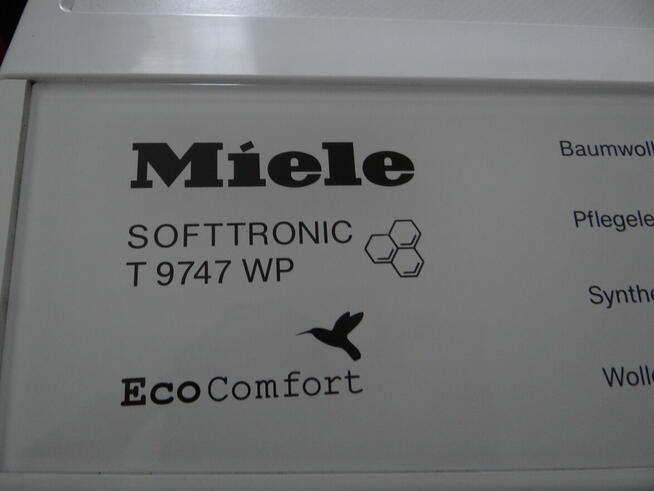 Miele
SOFTTRONIC
T 9747 WP
EcoComfort
Baumwoll
Pflegele
Synthe
Wolle